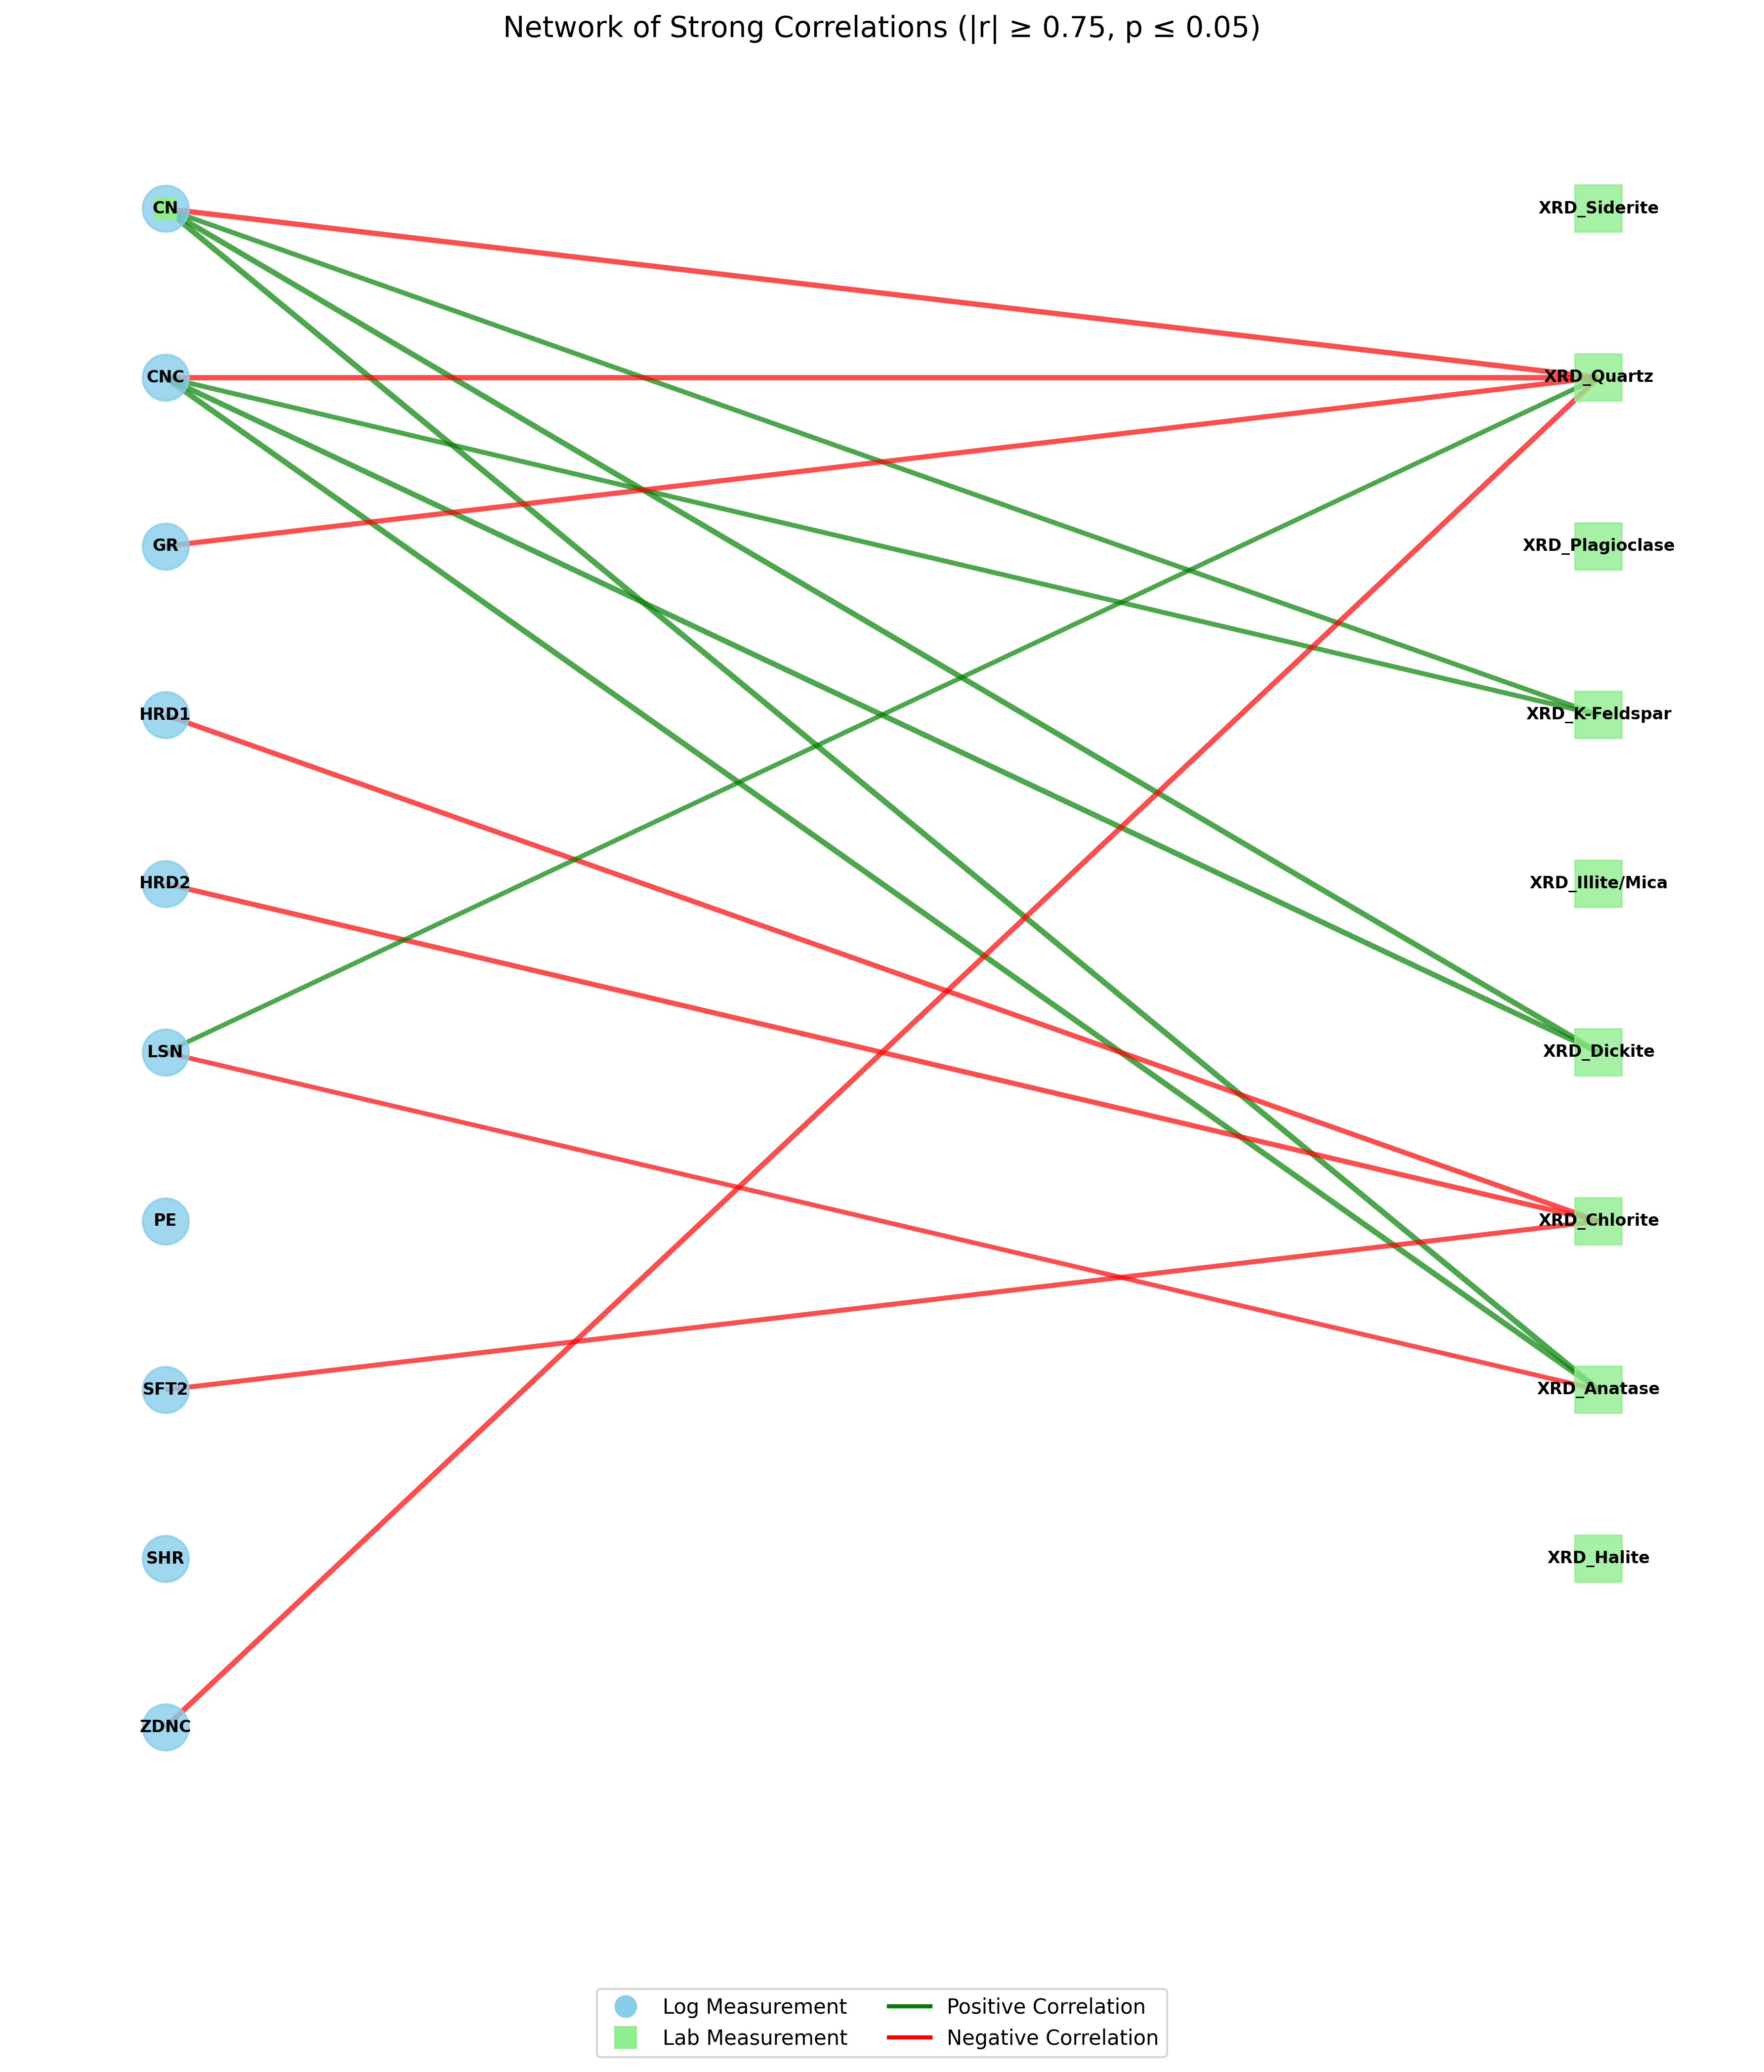 Network of Strong Correlations (|r| ≥ 0.75, p ≤ 0.05)
CN
XRD_Siderite
CNC
XRD_Quartz
GR
XRD_Plagioclase
HRD1
XRD_K-Feldspar
HRD2
XRD_Illite/Mica
LSN
XRD_Dickite
PE
XRD_Chlorite
SFT2
XRD_Anatase
SHR
XRD_Halite
ZDNC
Log Measurement
Positive Correlation
Lab Measurement
Negative Correlation